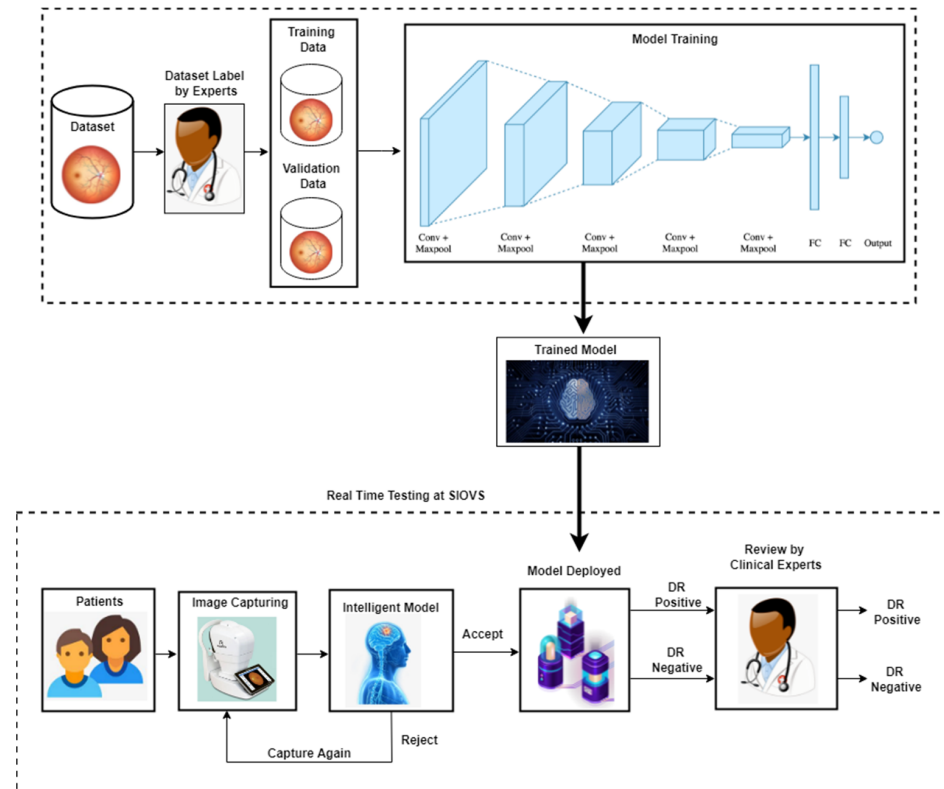 Training
Data
Model Training
Dataset Label
by Experts
Dataset
Validation
Data
Conv +
Maxpool
Conv +
Maxpool
Conv +
Maxpool
Conv +
Maxpool
Conv +
Maxpool
FC
FC
Output
Trained Model
Real Time Testing at SIOVS
Review by
Clinical Experts
Model Deployed
Patients
Image Capturing
Intelligent Model
Accept
DR
Positive
DR
Negative
DR
Positive
DR
Negative
Reject
Capture Again